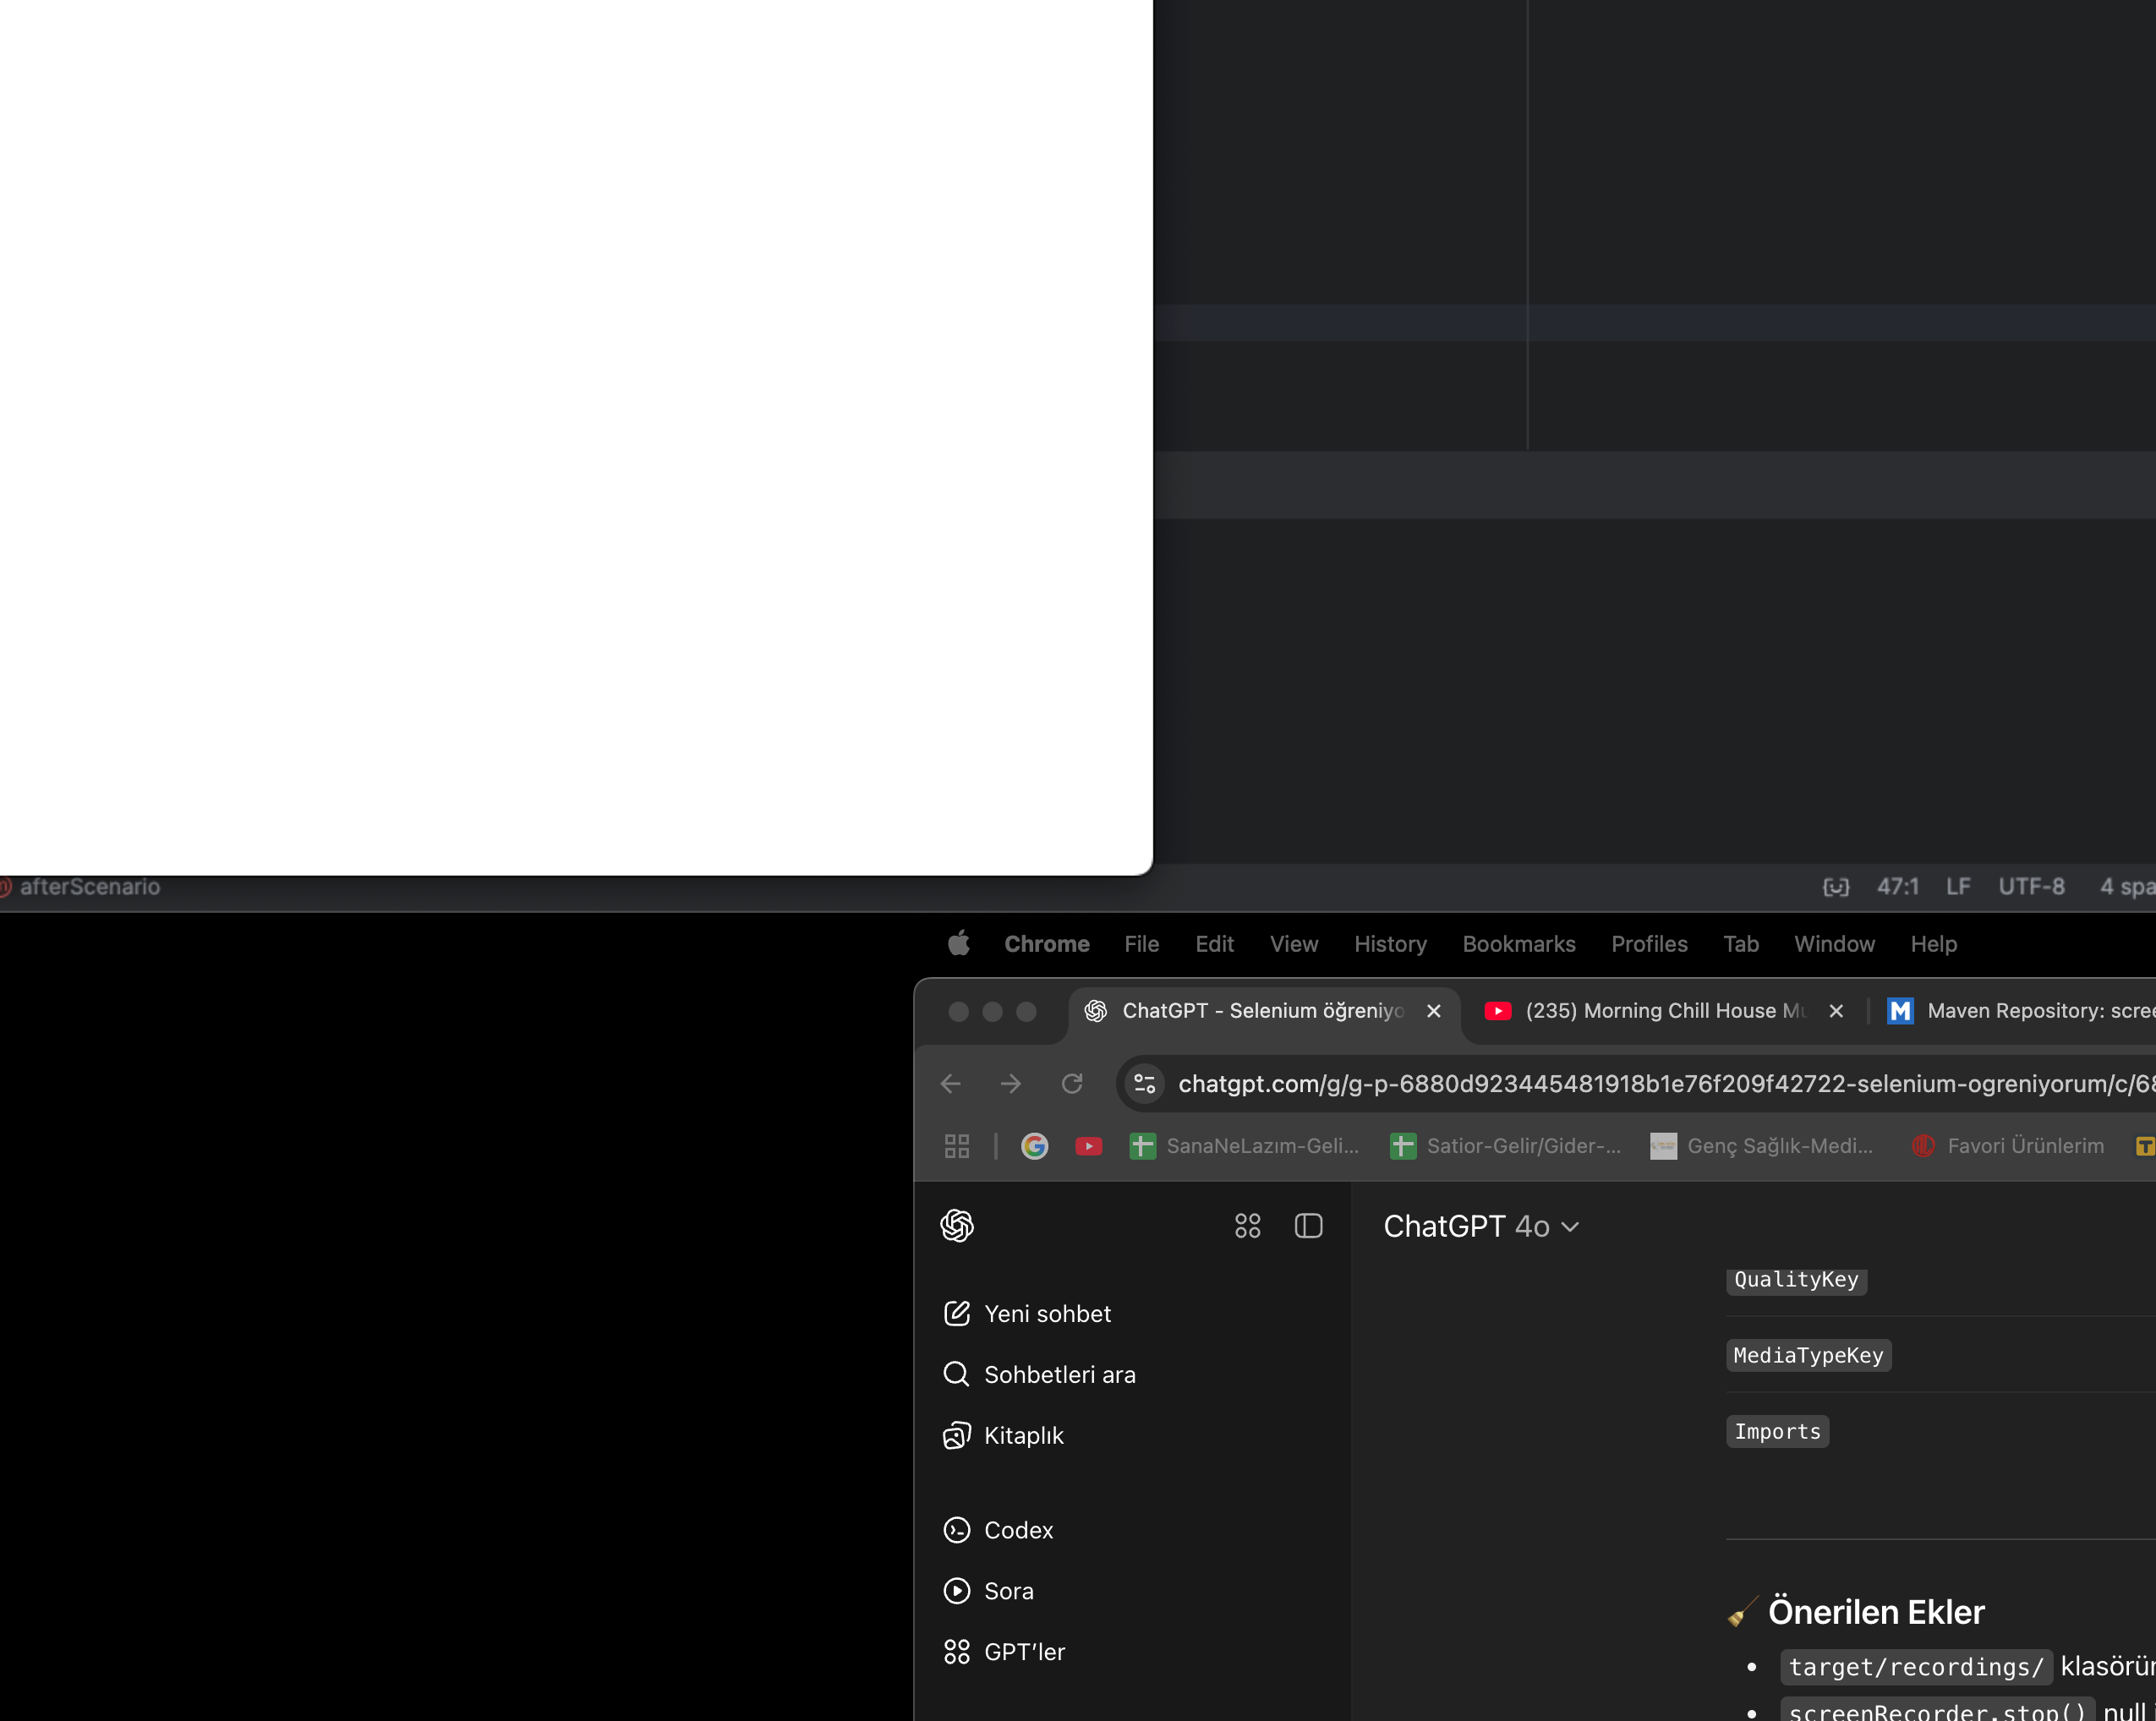 afterScenario
47:1 LF UTF-8 4 spa
Chrome File Edit View History Bookmarks Profiles Tab Window Help
ChatGPT - Selenium öğreniyo (235) Morning Chill House Mu Maven Repository: scree
chatgpt.com/g/g-p-6880d923445481918b1e76f209f42722-selenium-ogreniyorum/c/68
SanaNeLazım-Geli... Satior-Gelir/Gider-... Genç Sağlık-Medi... Favori Ürünlerim
ChatGPT 4o
Yeni sohbet
Sohbetleri ara
Kitaplık
Codex
Sora
GPT'ler
QualityKey
MediaTypeKey
Imports
Önerilen Ekler
target/recordings/ klasörün
screenRecorder.stop() null